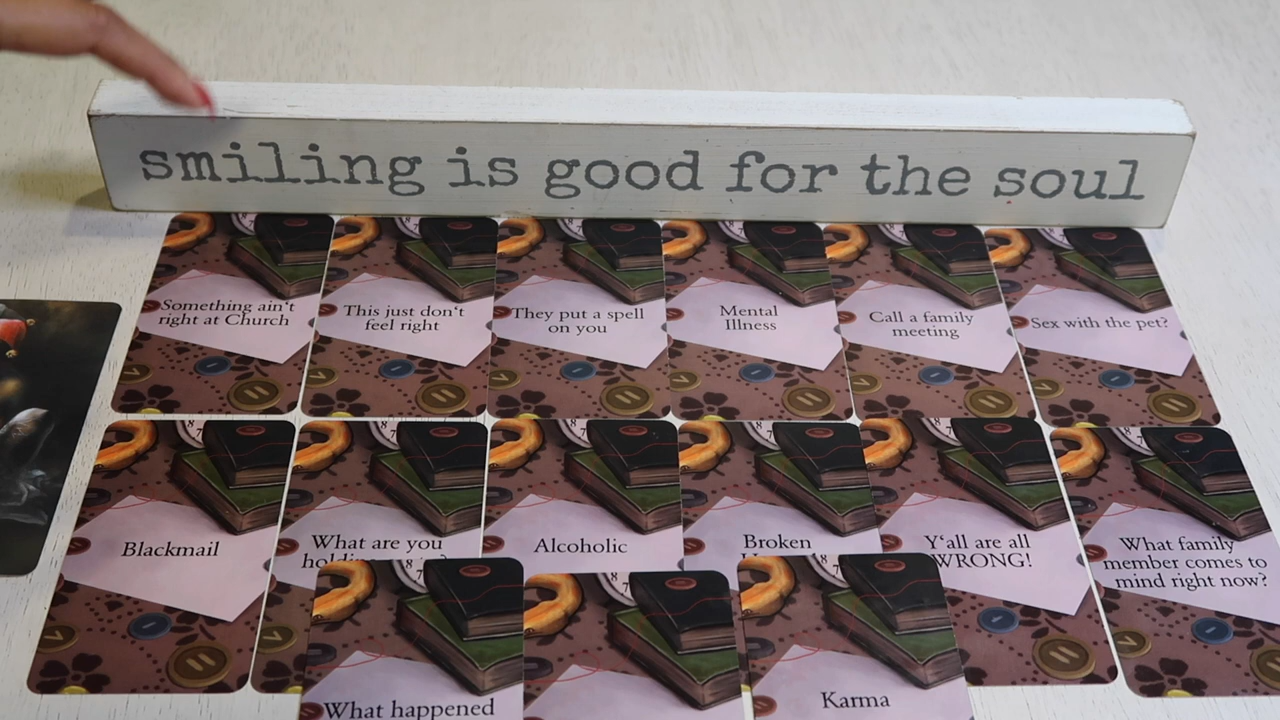 smiling is good for the soul
Something ain't
right at Church
This just don't
feel right
They put a spell
on you
Mental
Illness
Call a family
meeting
Sex with the pet?
Blackmail
What are you
Alcoholic
Broken
Y'all are all
WRONG!
What family
member comes to
mind right now?
What happened
Karma